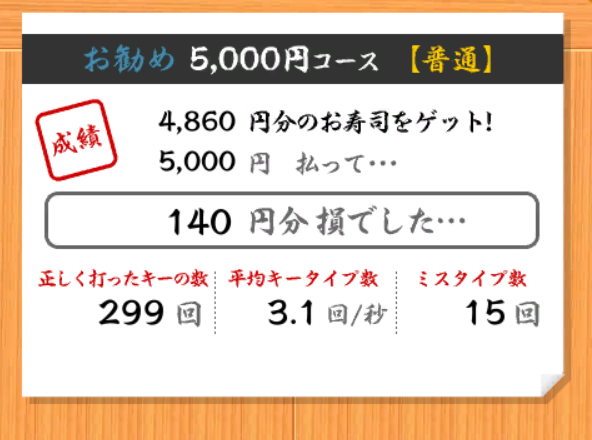 お勧め 5,000円コース 【普通】
成績
4,860 円分のお寿司をゲット!
5,000 円 払って…
140 円分 損でした…
正しく打ったキーの数 平均キータイプ数 ミスタイプ数
299 回 3.1 回/秒 15 回